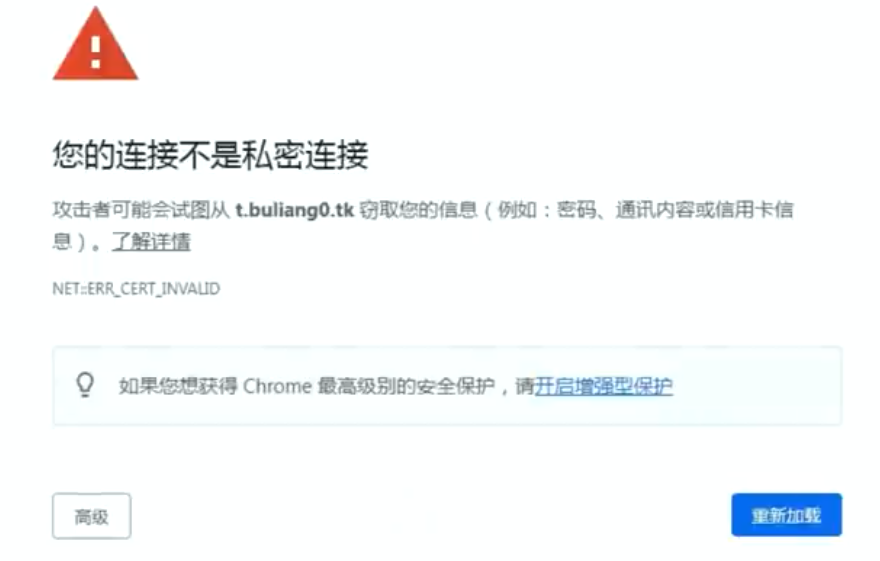 您的连接不是私密连接
攻击者可能会试图从 t.buliang0.tk 窃取您的信息（例如：密码、通讯内容或信用卡信
息）。了解详情
NET::ERR_CERT_INVALID
如果您想获得 Chrome 最高级别的安全保护，请开启增强型保护
高级
重新加载